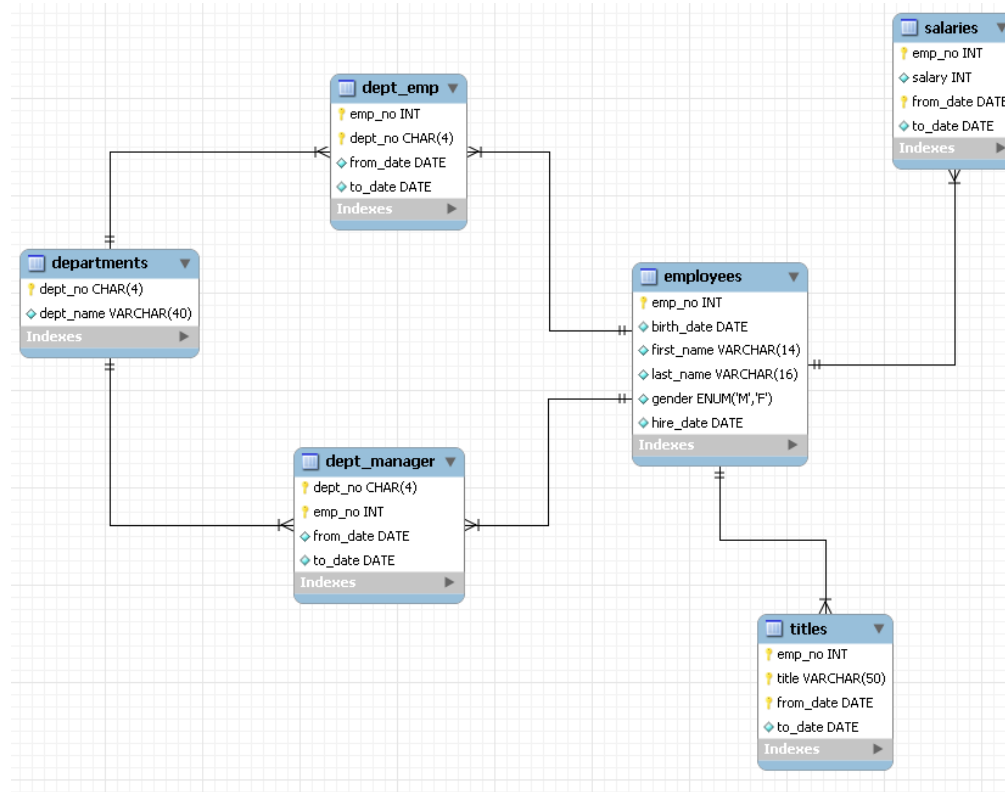 salaries
emp_no INT
salary INT
from_date DATE
to_date DATE
Indexes
dept_emp
emp_no INT
dept_no CHAR(4)
from_date DATE
to_date DATE
Indexes
departments
dept_no CHAR(4)
dept_name VARCHAR(40)
Indexes
employees
emp_no INT
birth_date DATE
first_name VARCHAR(14)
last_name VARCHAR(16)
gender ENUM('M','F')
hire_date DATE
Indexes
dept_manager
dept_no CHAR(4)
emp_no INT
from_date DATE
to_date DATE
Indexes
titles
emp_no INT
title VARCHAR(50)
from_date DATE
to_date DATE
Indexes